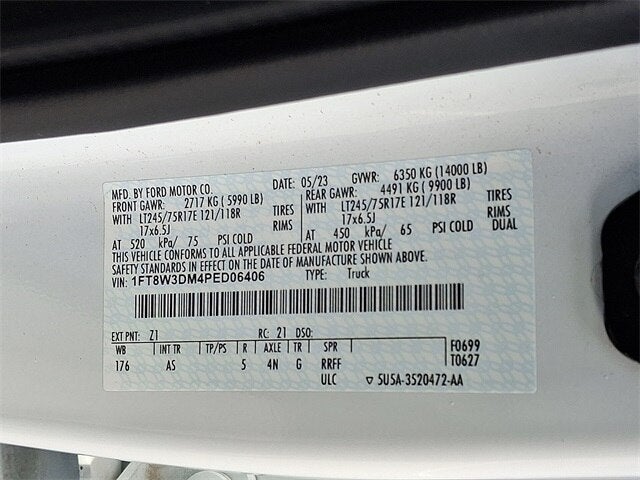 MFD. BY FORD MOTOR CO. DATE: 05/23 GVWR: 6350 KG (14000 LB)
FRONT GAWR: 2717 KG (5990 LB) REAR GAWR: 4491 KG (9900 LB)
WITH LT245/75R17E 121/118R TIRES WITH LT245/75R17E 121/118R TIRES
17x6.5J RIMS 17x6.5J RIMS
AT 520 kPa/ 75 PSI COLD AT 450 kPa/ 65 PSI COLD DUAL
THIS VEHICLE CONFORMS TO ALL APPLICABLE FEDERAL MOTOR VEHICLE
SAFETY STANDARDS IN EFFECT ON THE DATE OF MANUFACTURE SHOWN ABOVE.
VIN: 1FT8W3DM4PED06406 TYPE: Truck
EXT PNT: Z1 RC: 21 DSO: F0699
WB INT TR TP/PS R AXLE TR SPR T0627
176 AS 5 4N G RRFF
ULC ▽ 5U5A-3520472-AA